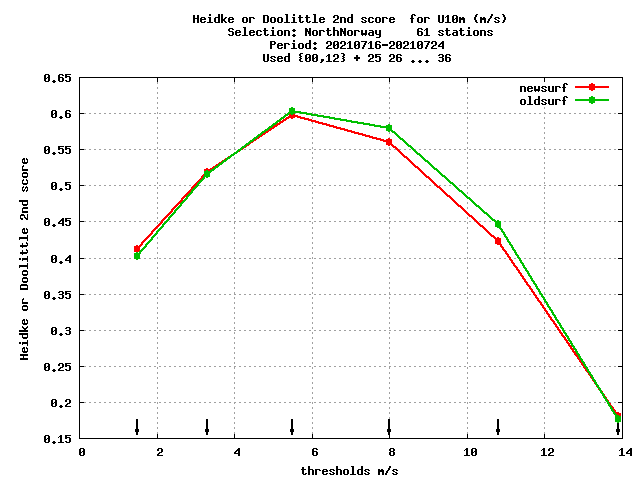 Heidke or Doolittle 2nd score  for U10m (m/s)
Selection: NorthNorway     61 stations
Period: 20210716-20210724
Used {00,12} + 25 26 ... 36
newsurf
oldsurf
Heidke or Doolittle 2nd score
0.65
0.6
0.55
0.5
0.45
0.4
0.35
0.3
0.25
0.2
0.15
0 2 4 6 8 10 12 14
thresholds m/s